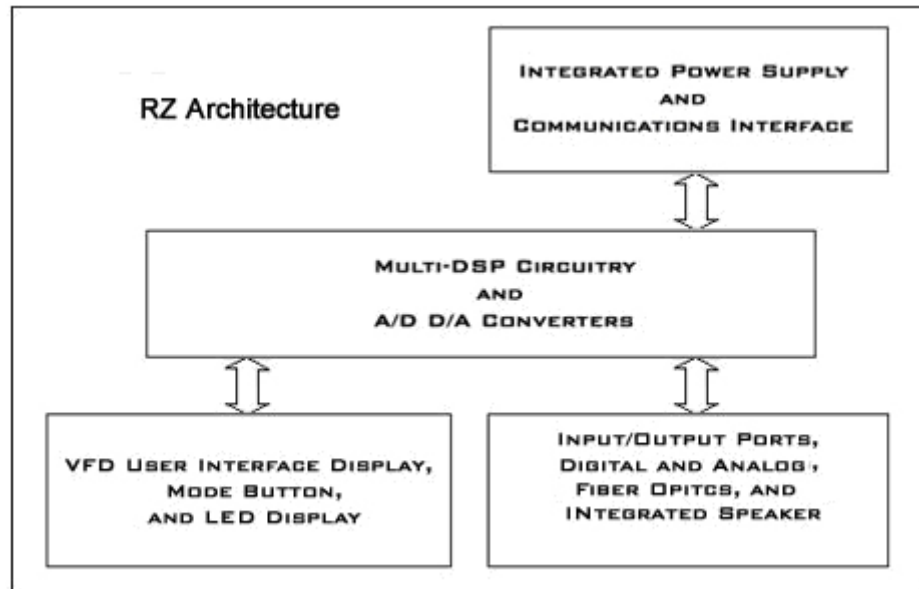 RZ Architecture
INTEGRATED POWER SUPPLY
AND
COMMUNICATIONS INTERFACE
MULTI-DSP CIRCUITRY
AND
A/D D/A CONVERTERS
VFD USER INTERFACE DISPLAY,
MODE BUTTON,
AND LED DISPLAY
INPUT/OUTPUT PORTS,
DIGITAL AND ANALOG,
FIBER OPITCS, AND
INTEGRATED SPEAKER